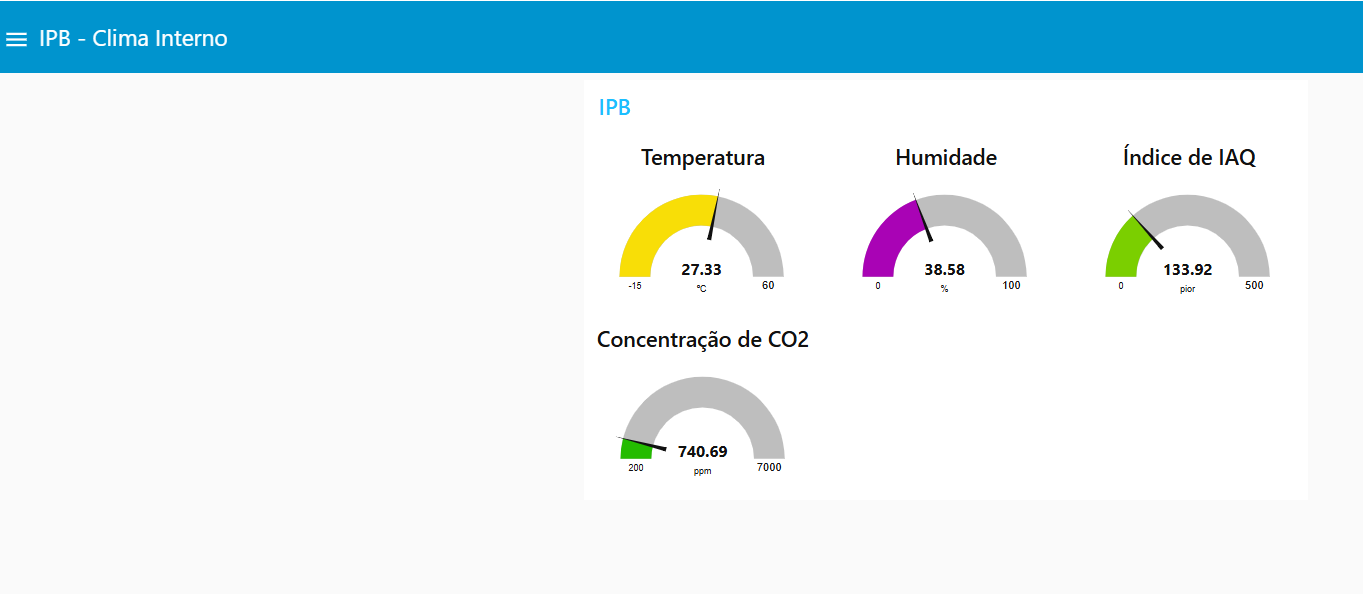 IPB - Clima Interno
IPB
Temperatura
27.33
-15
ºC
60
Humidade
38.58
0
%
100
Índice de IAQ
133.92
0
pior
500
Concentração de CO2
740.69
200
ppm
7000